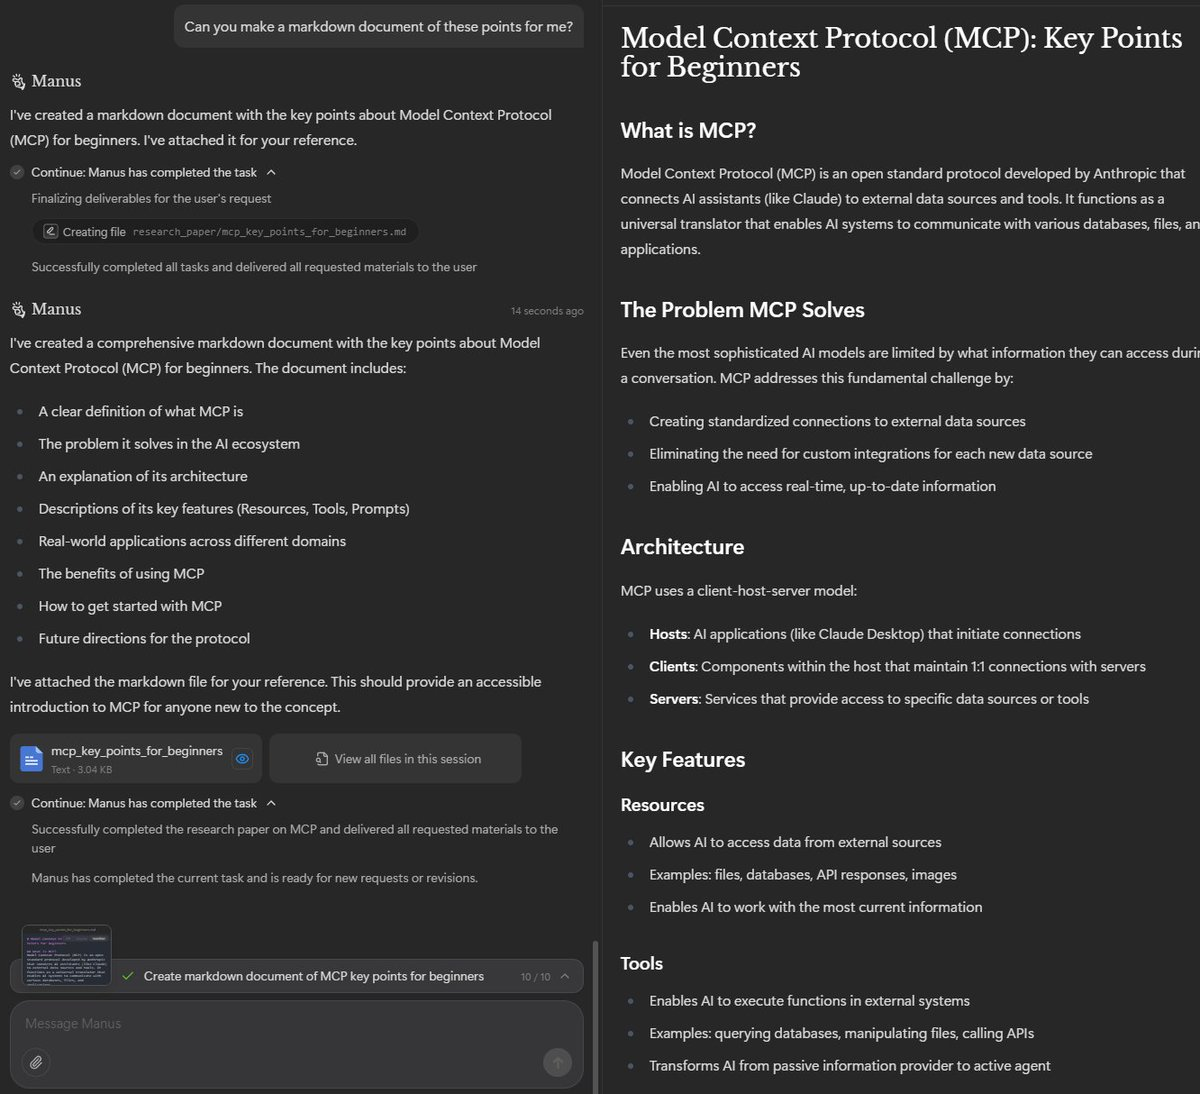 Can you make a markdown document of these points for me?
Manus
I've created a markdown document with the key points about Model Context Protocol
(MCP) for beginners. I've attached it for your reference.
Continue: Manus has completed the task
Finalizing deliverables for the user's request
Creating file research_paper/mcp_key_points_for_beginners.md
Successfully completed all tasks and delivered all requested materials to the user
Manus
14 seconds ago
I've created a comprehensive markdown document with the key points about Model
Context Protocol (MCP) for beginners. The document includes:
• A clear definition of what MCP is
• The problem it solves in the AI ecosystem
• An explanation of its architecture
• Descriptions of its key features (Resources, Tools, Prompts)
• Real-world applications across different domains
• The benefits of using MCP
• How to get started with MCP
• Future directions for the protocol
I've attached the markdown file for your reference. This should provide an accessible
introduction to MCP for anyone new to the concept.
mcp_key_points_for_beginners
Text · 3.04 KB
View all files in this session
Continue: Manus has completed the task
Successfully completed the research paper on MCP and delivered all requested materials to the
user
Manus has completed the current task and is ready for new requests or revisions.
Create markdown document of MCP key points for beginners
10 / 10
Message Manus
Model Context Protocol (MCP): Key Points
for Beginners
What is MCP?
Model Context Protocol (MCP) is an open standard protocol developed by Anthropic that
connects AI assistants (like Claude) to external data sources and tools. It functions as a
universal translator that enables AI systems to communicate with various databases, files, an
applications.
The Problem MCP Solves
Even the most sophisticated AI models are limited by what information they can access durin
a conversation. MCP addresses this fundamental challenge by:
• Creating standardized connections to external data sources
• Eliminating the need for custom integrations for each new data source
• Enabling AI to access real-time, up-to-date information
Architecture
MCP uses a client-host-server model:
• Hosts: AI applications (like Claude Desktop) that initiate connections
• Clients: Components within the host that maintain 1:1 connections with servers
• Servers: Services that provide access to specific data sources or tools
Key Features
Resources
• Allows AI to access data from external sources
• Examples: files, databases, API responses, images
• Enables AI to work with the most current information
Tools
• Enables AI to execute functions in external systems
• Examples: querying databases, manipulating files, calling APIs
• Transforms AI from passive information provider to active agent